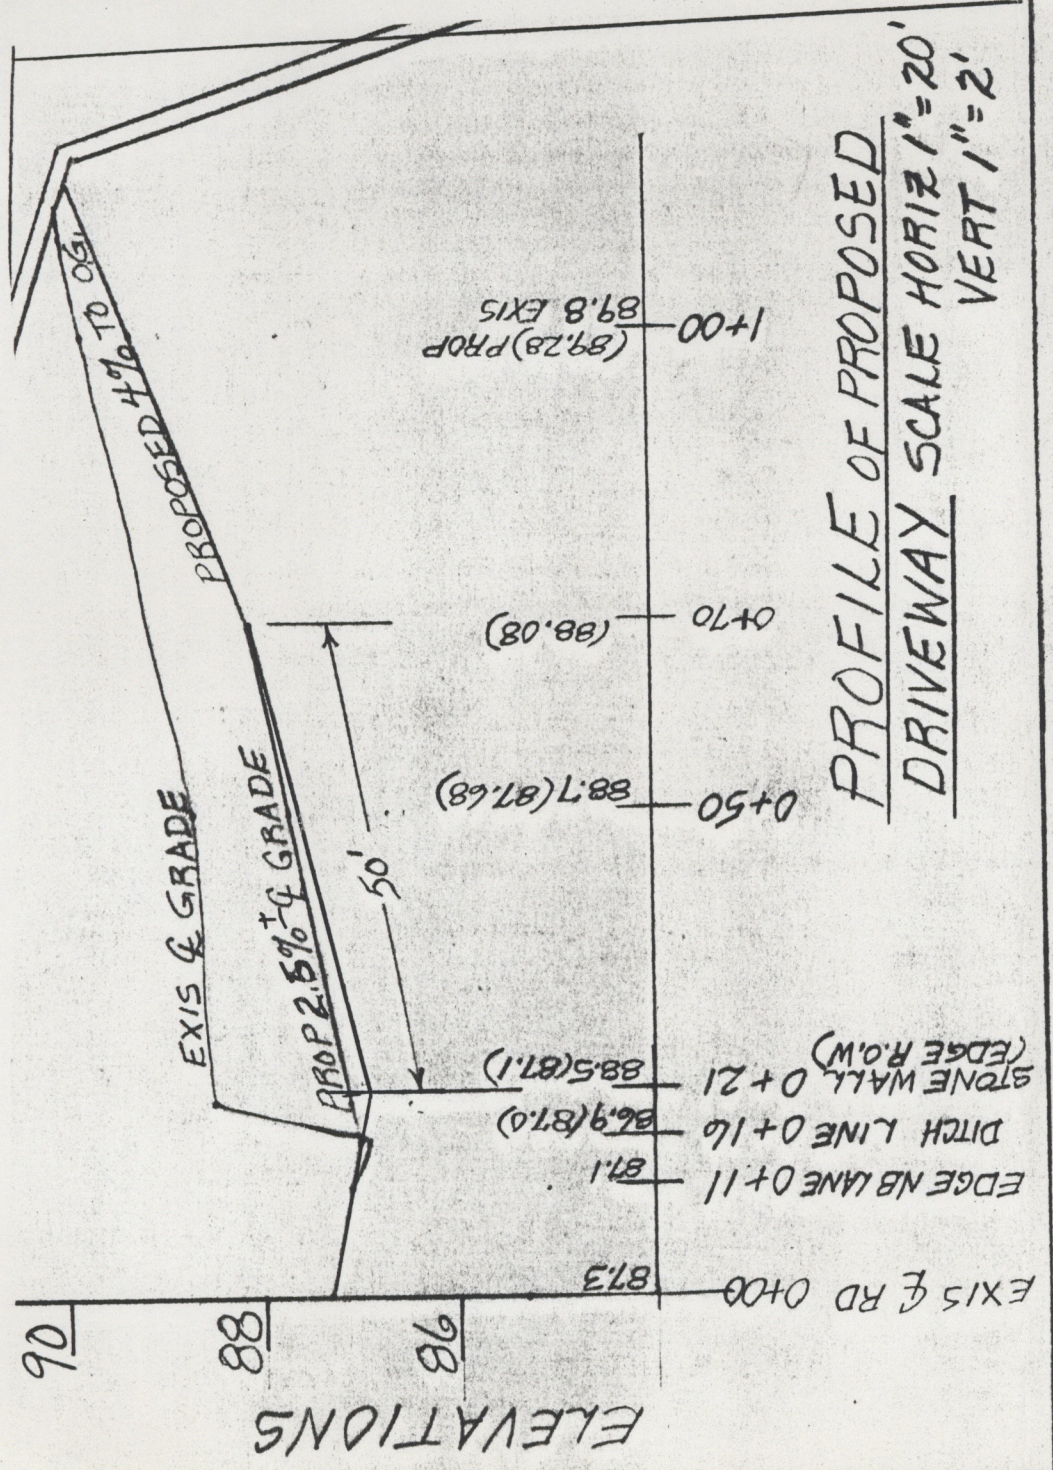 PROFILE OF PROPOSED
DRIVEWAY SCALE HORIZ 1"=20'
VERT 1"=2'
ELEVATIONS
90
88
86
EXIS ℄ GRADE
PROP 2.5%± ℄ GRADE
PROPOSED 4% TO OG.
50'
EXIS ℄ RD 0+00
87.3
EDGE NB LANE 0+11
87.1
DITCH LINE 0+16
86.9(87.0)
STONE WALL 0+21
(EDGE R.O.W)
88.5(87.1)
0+50
88.7(87.68)
0+70
(88.08)
1+00
(89.28) PROP
89.8 EXIS